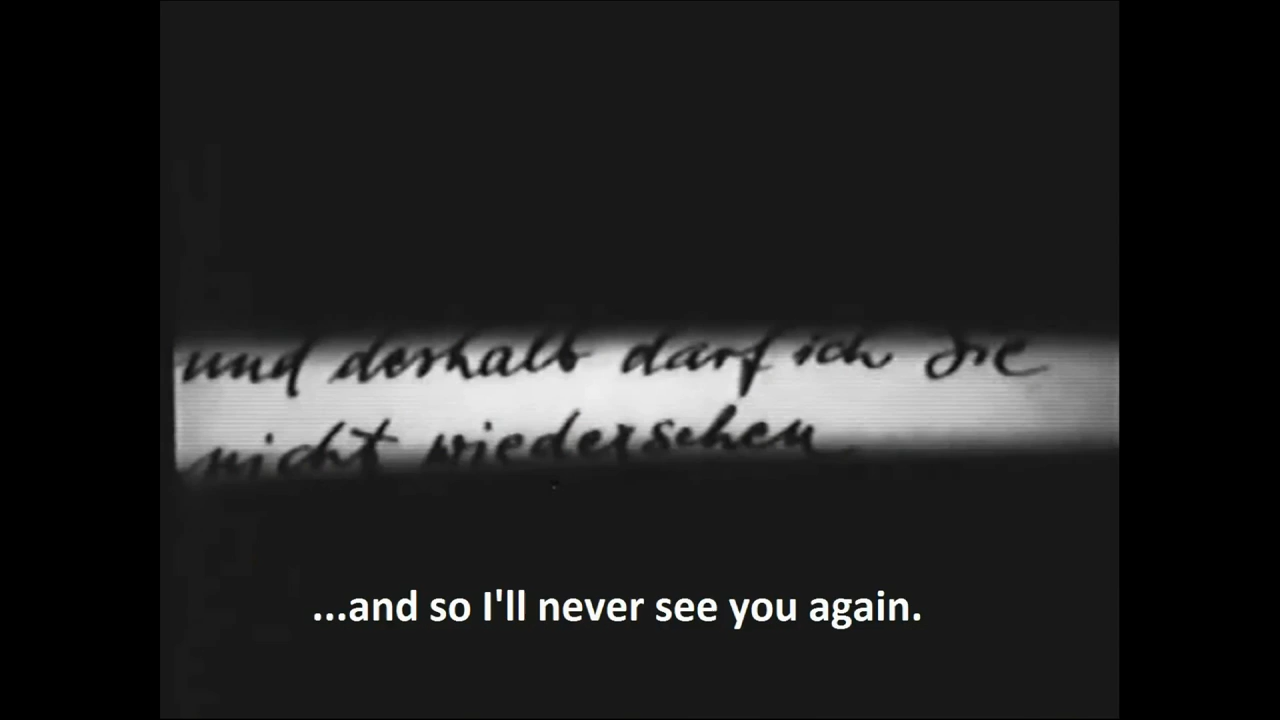 und deshalb darf ich Sie
nicht wiedersehen
...and so I'll never see you again.